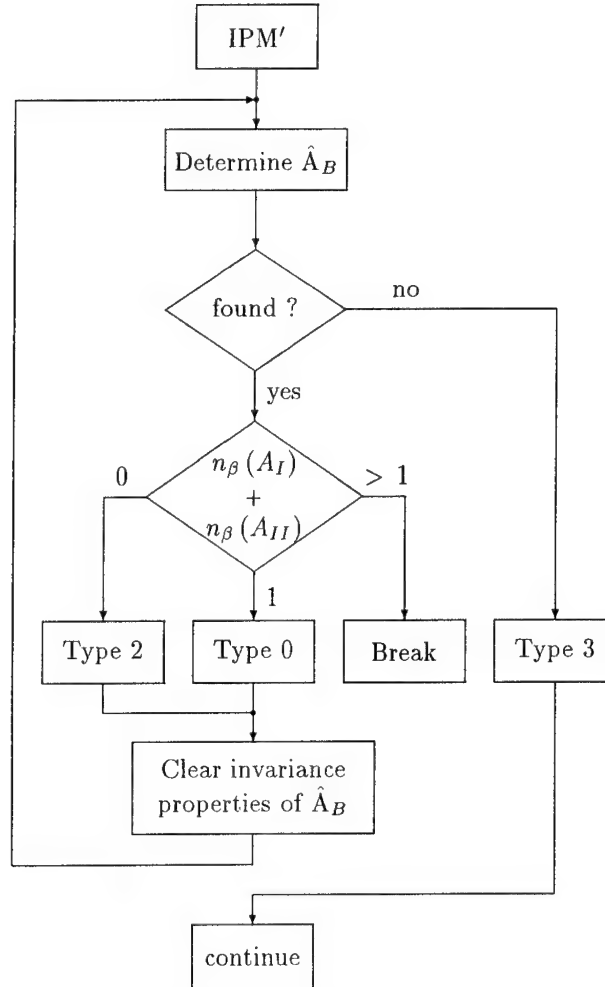 IPM′
Determine Â_B
found ?
no
yes
0
n_β (A_I)
+
n_β (A_II)
> 1
1
Type 2
Type 0
Break
Type 3
Clear invariance
properties of Â_B
continue